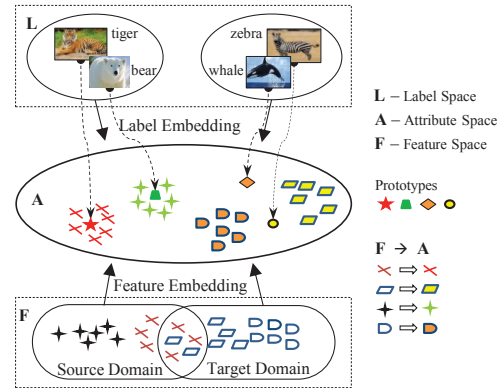 L
tiger
bear
zebra
whale
Label Embedding
A
Feature Embedding
F
Source Domain
Target Domain
L – Label Space
A – Attribute Space
F – Feature Space
Prototypes
F → A